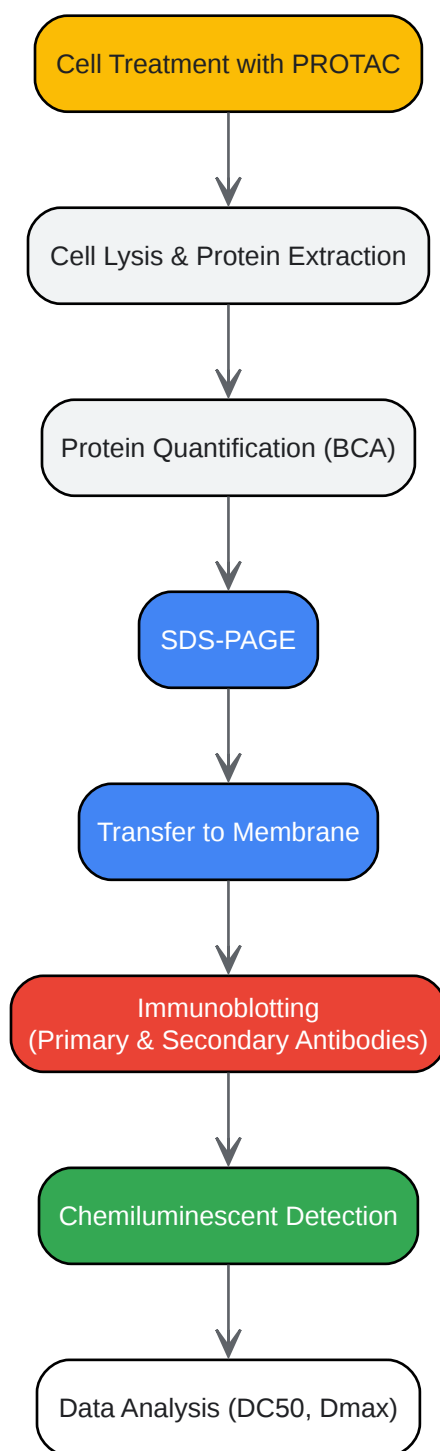 Cell Treatment with PROTAC
Cell Lysis & Protein Extraction
Protein Quantification (BCA)
SDS-PAGE
Transfer to Membrane
Immunoblotting
(Primary & Secondary Antibodies)
Chemiluminescent Detection
Data Analysis (DC50, Dmax)